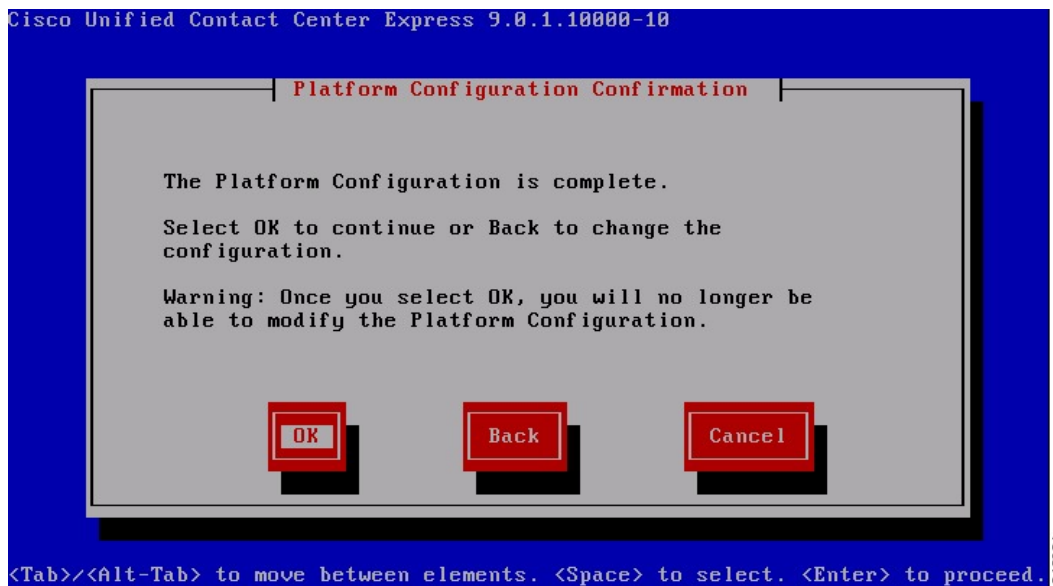 Cisco Unified Contact Center Express 9.0.1.10000-10
Platform Configuration Confirmation
The Platform Configuration is complete.
Select OK to continue or Back to change the
configuration.
Warning: Once you select OK, you will no longer be
able to modify the Platform Configuration.
OK Back Cancel
<Tab>/<Alt-Tab> to move between elements. <Space> to select. <Enter> to proceed.